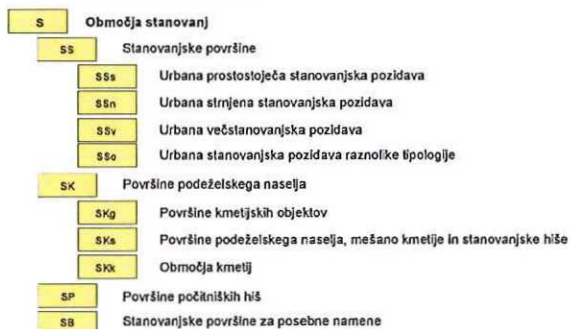 S Območja stanovanj
SS Stanovanjske površine
SSs Urbana prostostoječa stanovanjska pozidava
SSn Urbana strnjena stanovanjska pozidava
SSv Urbana večstanovanjska pozidava
SSo Urbana stanovanjska pozidava raznolike tipologije
SK Površine podeželskega naselja
SKg Površine kmetijskih objektov
SKs Površine podeželskega naselja, mešano kmetije in stanovanjske hiše
SKk Območja kmetij
SP Površine počitniških hiš
SB Stanovanjske površine za posebne namene